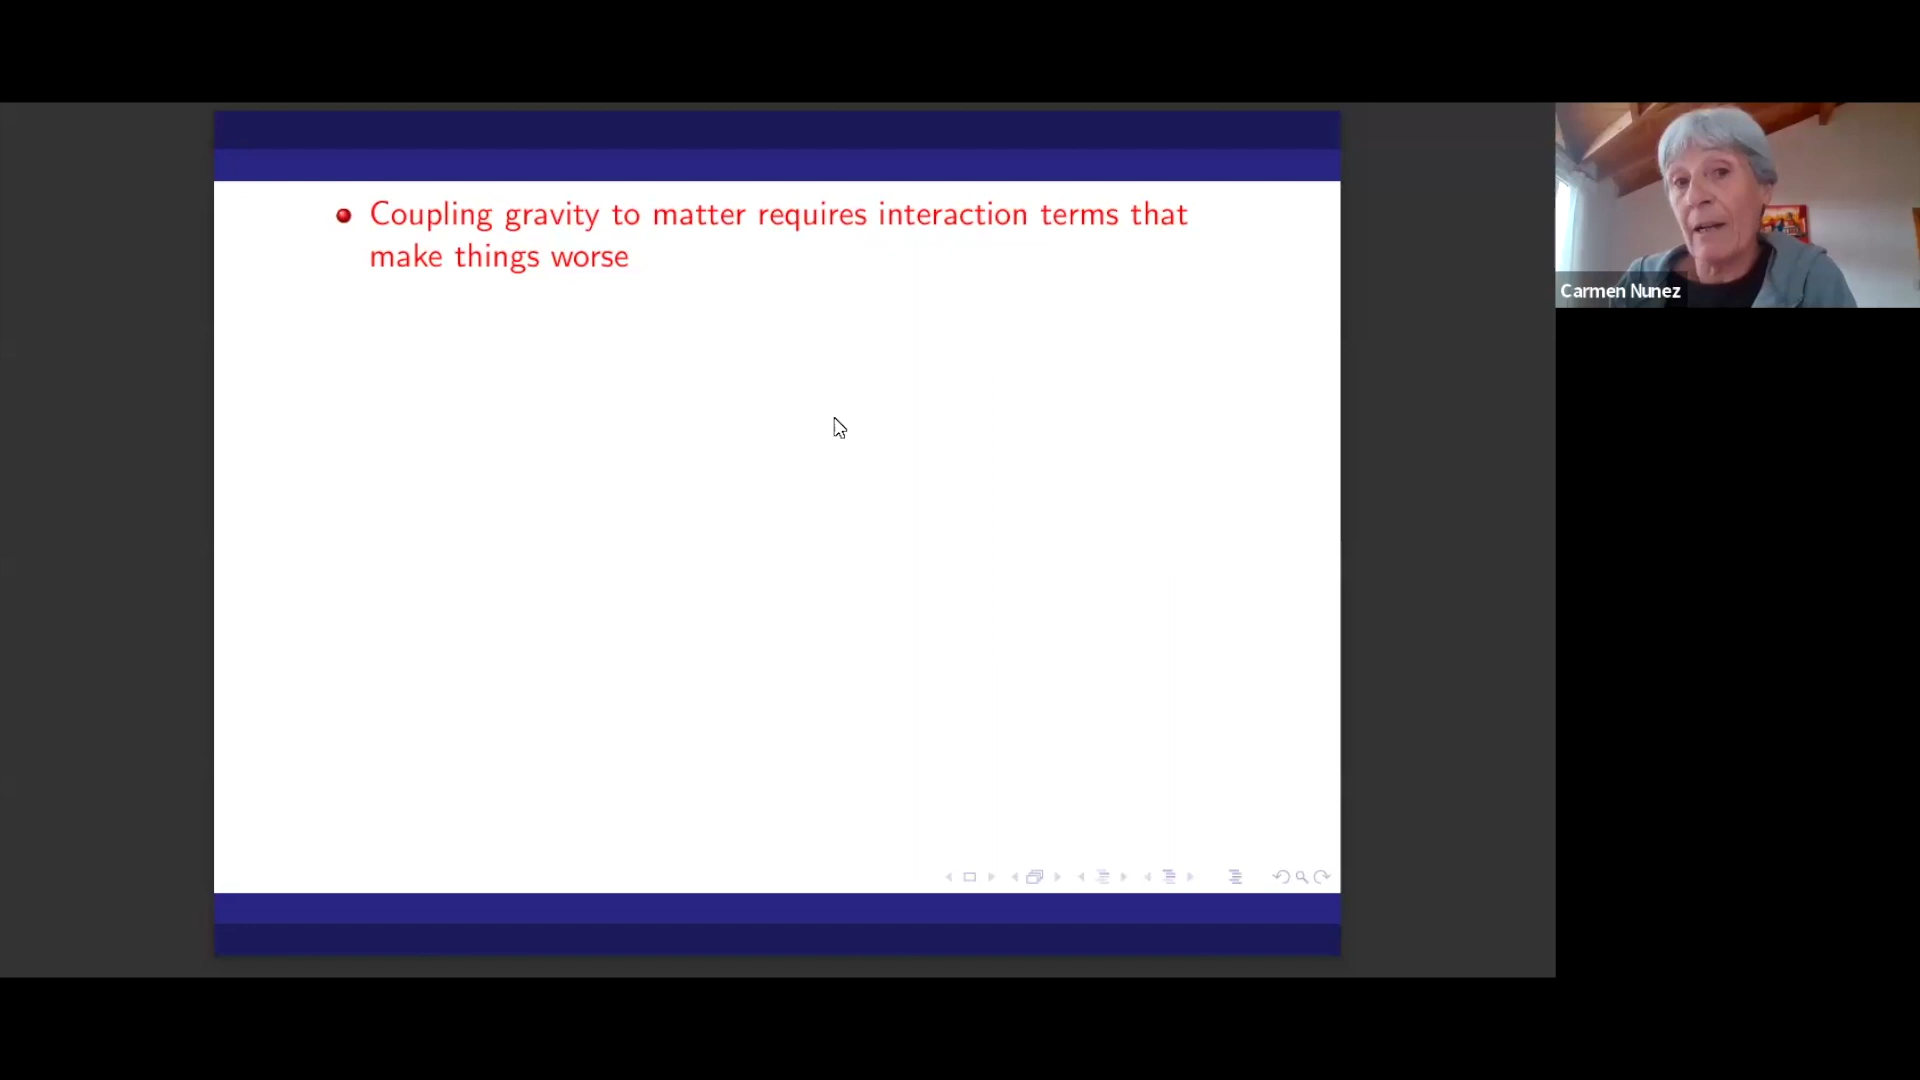 Coupling gravity to matter requires interaction terms that
make things worse
Carmen Nunez